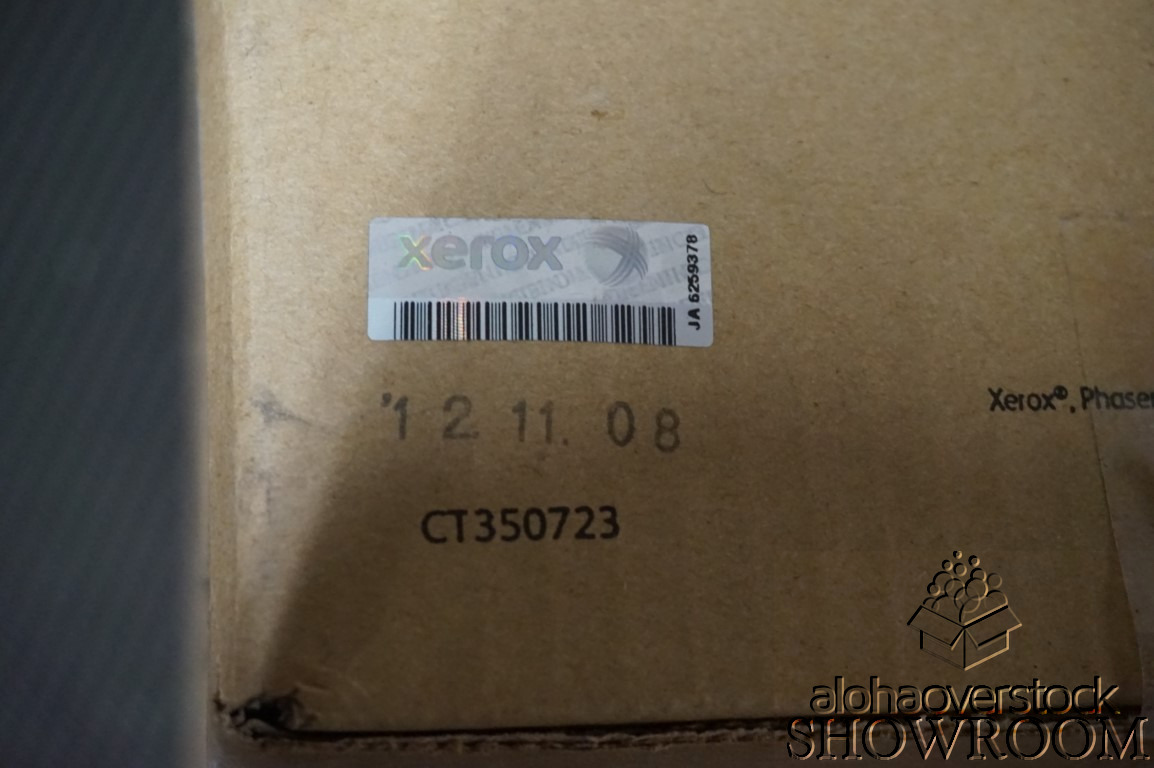 xerox
JA 6259378
'12. 11. 08
Xerox®, Phaser
CT350723
alohaoverstock
SHOWROOM